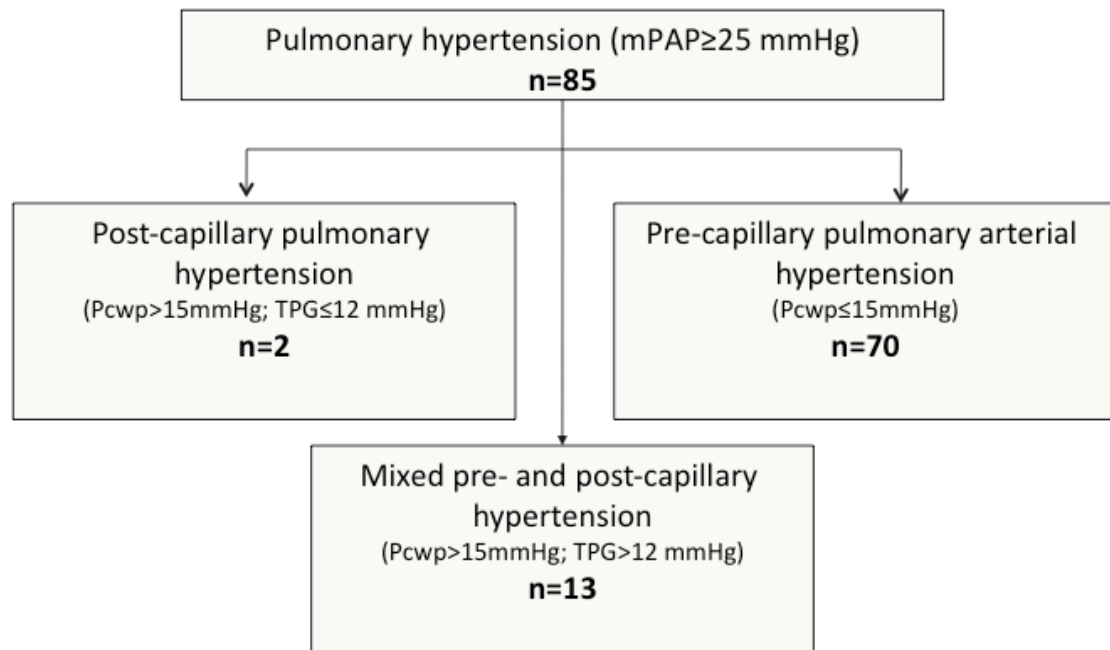 Pulmonary hypertension (mPAP≥25 mmHg)
n=85
Post-capillary pulmonary
hypertension
(Pcwp>15mmHg; TPG≤12 mmHg)
n=2
Pre-capillary pulmonary arterial
hypertension
(Pcwp≤15mmHg)
n=70
Mixed pre- and post-capillary
hypertension
(Pcwp>15mmHg; TPG>12 mmHg)
n=13